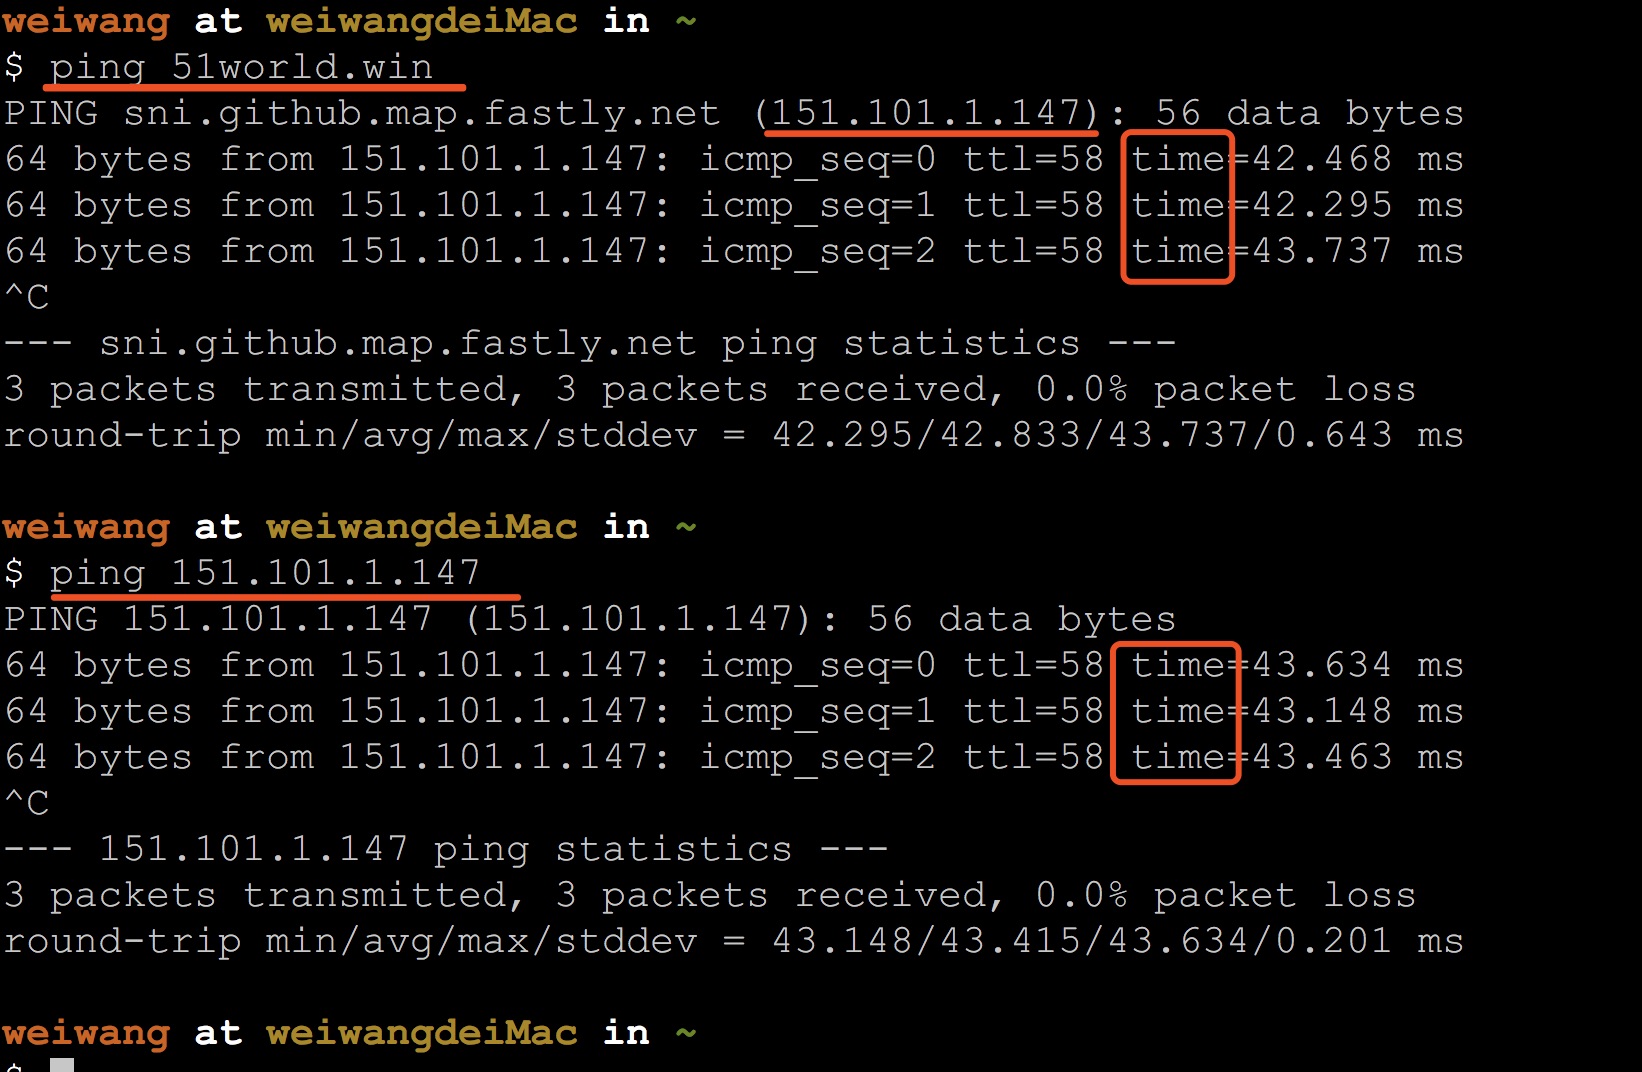 weiwang at weiwangdeiMac in ~
$ ping 51world.win
PING sni.github.map.fastly.net (151.101.1.147): 56 data bytes
64 bytes from 151.101.1.147: icmp_seq=0 ttl=58 time=42.468 ms
64 bytes from 151.101.1.147: icmp_seq=1 ttl=58 time=42.295 ms
64 bytes from 151.101.1.147: icmp_seq=2 ttl=58 time=43.737 ms
^C
--- sni.github.map.fastly.net ping statistics ---
3 packets transmitted, 3 packets received, 0.0% packet loss
round-trip min/avg/max/stddev = 42.295/42.833/43.737/0.643 ms
weiwang at weiwangdeiMac in ~
$ ping 151.101.1.147
PING 151.101.1.147 (151.101.1.147): 56 data bytes
64 bytes from 151.101.1.147: icmp_seq=0 ttl=58 time=43.634 ms
64 bytes from 151.101.1.147: icmp_seq=1 ttl=58 time=43.148 ms
64 bytes from 151.101.1.147: icmp_seq=2 ttl=58 time=43.463 ms
^C
--- 151.101.1.147 ping statistics ---
3 packets transmitted, 3 packets received, 0.0% packet loss
round-trip min/avg/max/stddev = 43.148/43.415/43.634/0.201 ms
weiwang at weiwangdeiMac in ~
$